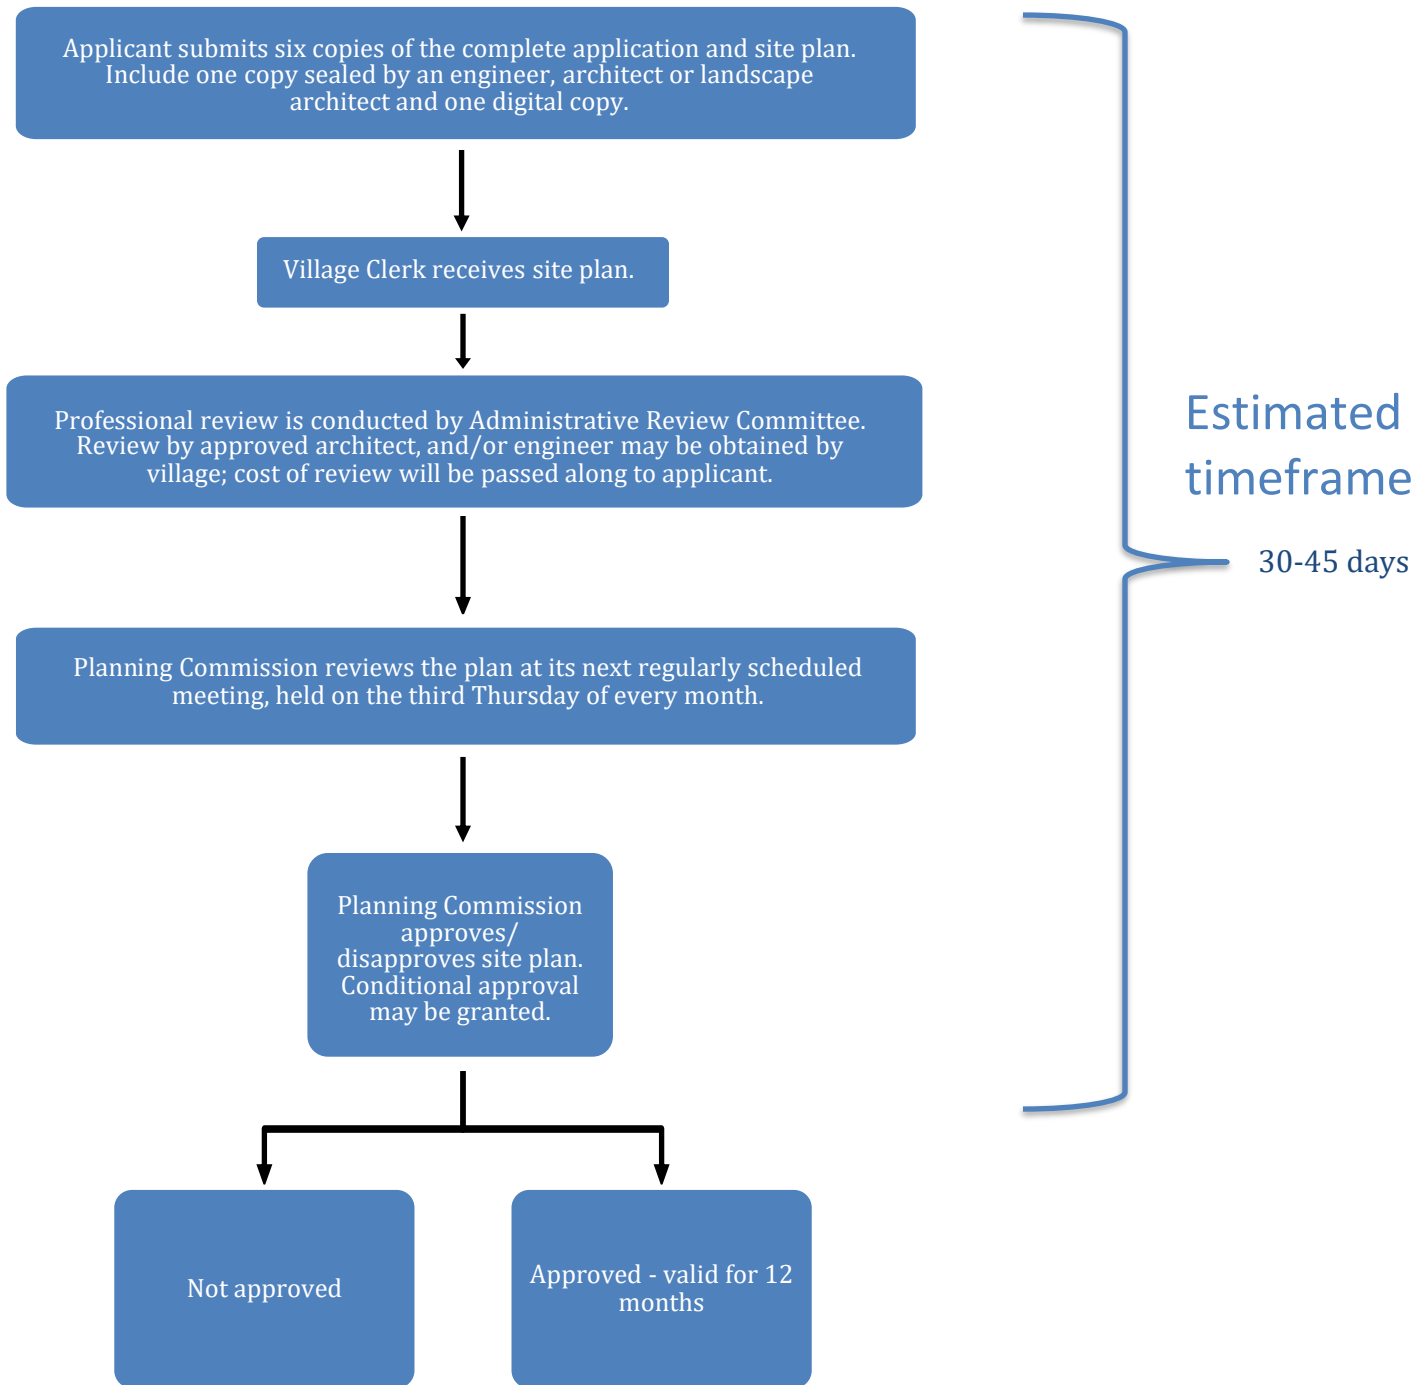 Applicant submits six copies of the complete application and site plan.
Include one copy sealed by an engineer, architect or landscape
architect and one digital copy.
Village Clerk receives site plan.
Professional review is conducted by Administrative Review Committee.
Review by approved architect, and/or engineer may be obtained by
village; cost of review will be passed along to applicant.
Estimated
timeframe
30-45 days
Planning Commission reviews the plan at its next regularly scheduled
meeting, held on the third Thursday of every month.
Planning Commission
approves/
disapproves site plan.
Conditional approval
may be granted.
Not approved
Approved - valid for 12
months